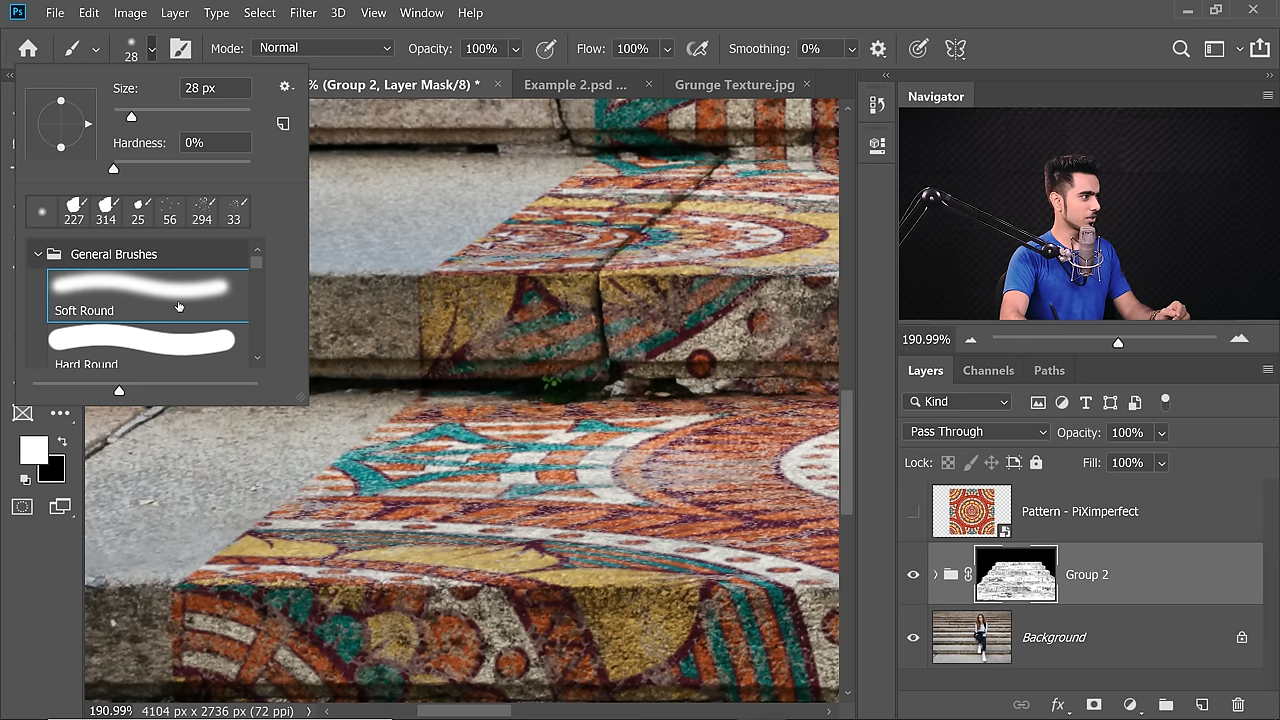 Ps File Edit Image Layer Type Select Filter 3D View Window Help
28 Mode: Normal Opacity: 100% Flow: 100% Smoothing: 0%
% (Group 2, Layer Mask/8) * × Example 2.psd ... × Grunge Texture.jpg ×
Size: 28 px
Hardness: 0%
227 314 25 56 294 33
General Brushes
Soft Round
Hard Round
190.99% 4104 px x 2736 px (72 ppi)
Navigator
190.99%
Layers Channels Paths
Kind
Pass Through Opacity: 100%
Lock: Fill: 100%
Pattern - PiXimperfect
Group 2
Background
fx